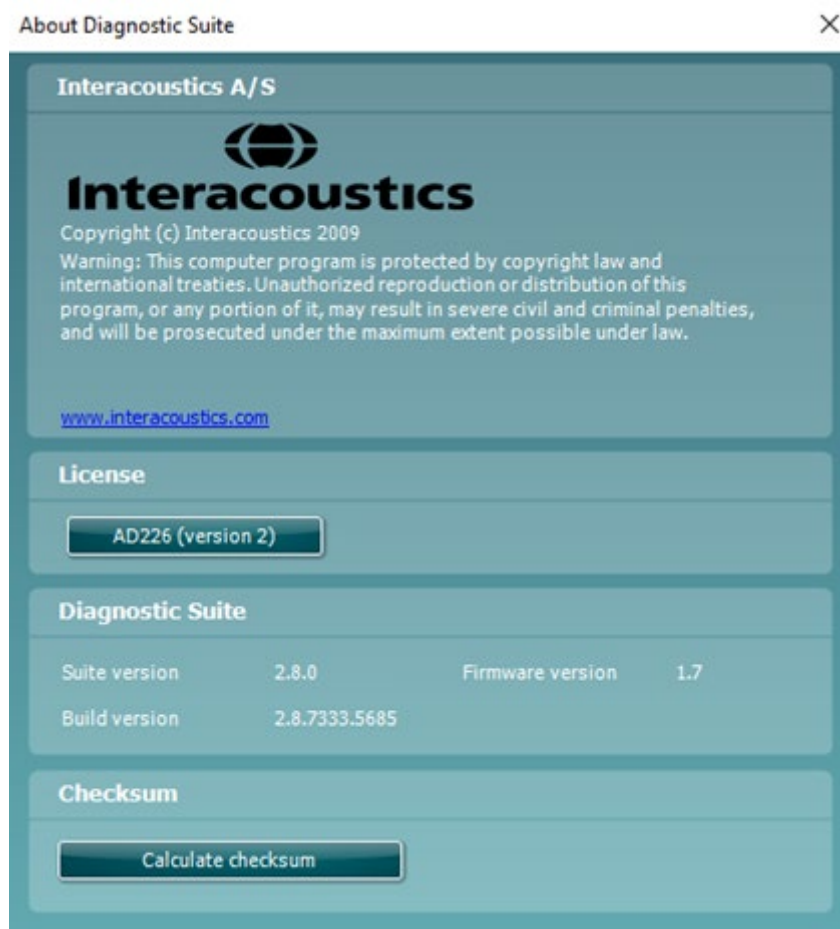 About Diagnostic Suite
Interacoustics A/S
Interacoustics
Copyright (c) Interacoustics 2009
Warning: This computer program is protected by copyright law and
international treaties. Unauthorized reproduction or distribution of this
program, or any portion of it, may result in severe civil and criminal penalties,
and will be prosecuted under the maximum extent possible under law.
www.interacoustics.com
License
AD226 (version 2)
Diagnostic Suite
Suite version 2.8.0 Firmware version 1.7
Build version 2.8.7333.5685
Checksum
Calculate checksum